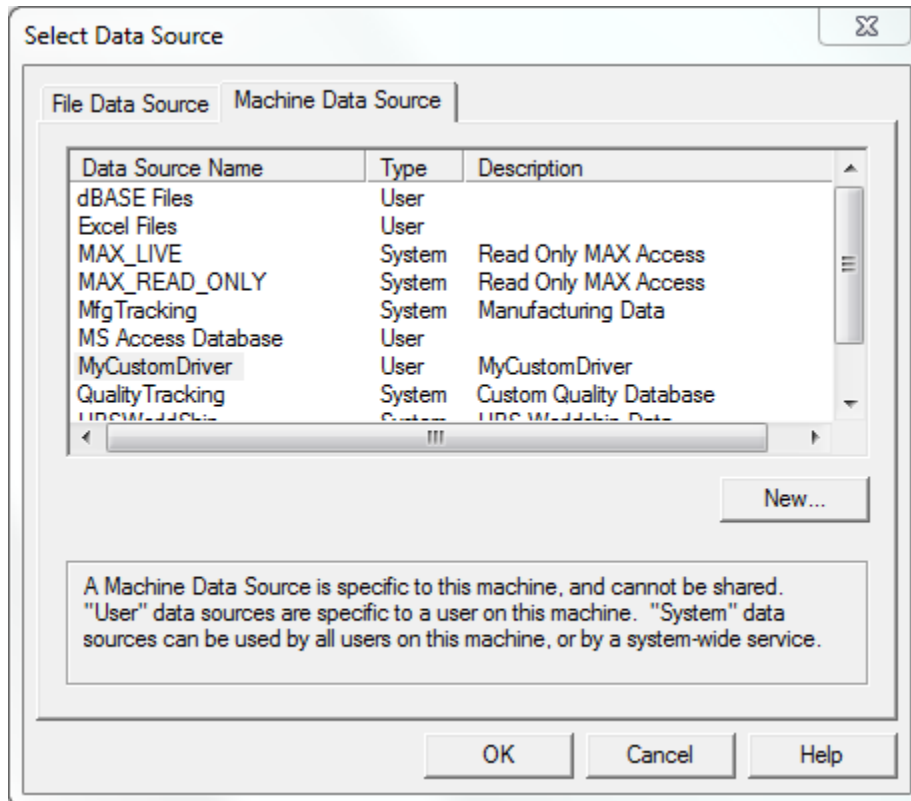 Select Data Source
File Data Source Machine Data Source
Data Source Name Type Description
dBASE Files User
Excel Files User
MAX_LIVE System Read Only MAX Access
MAX_READ_ONLY System Read Only MAX Access
MfgTracking System Manufacturing Data
MS Access Database User
MyCustomDriver User MyCustomDriver
QualityTracking System Custom Quality Database
System Data
New...
A Machine Data Source is specific to this machine, and cannot be shared.
"User" data sources are specific to a user on this machine. "System" data
sources can be used by all users on this machine, or by a system-wide service.
OK Cancel Help